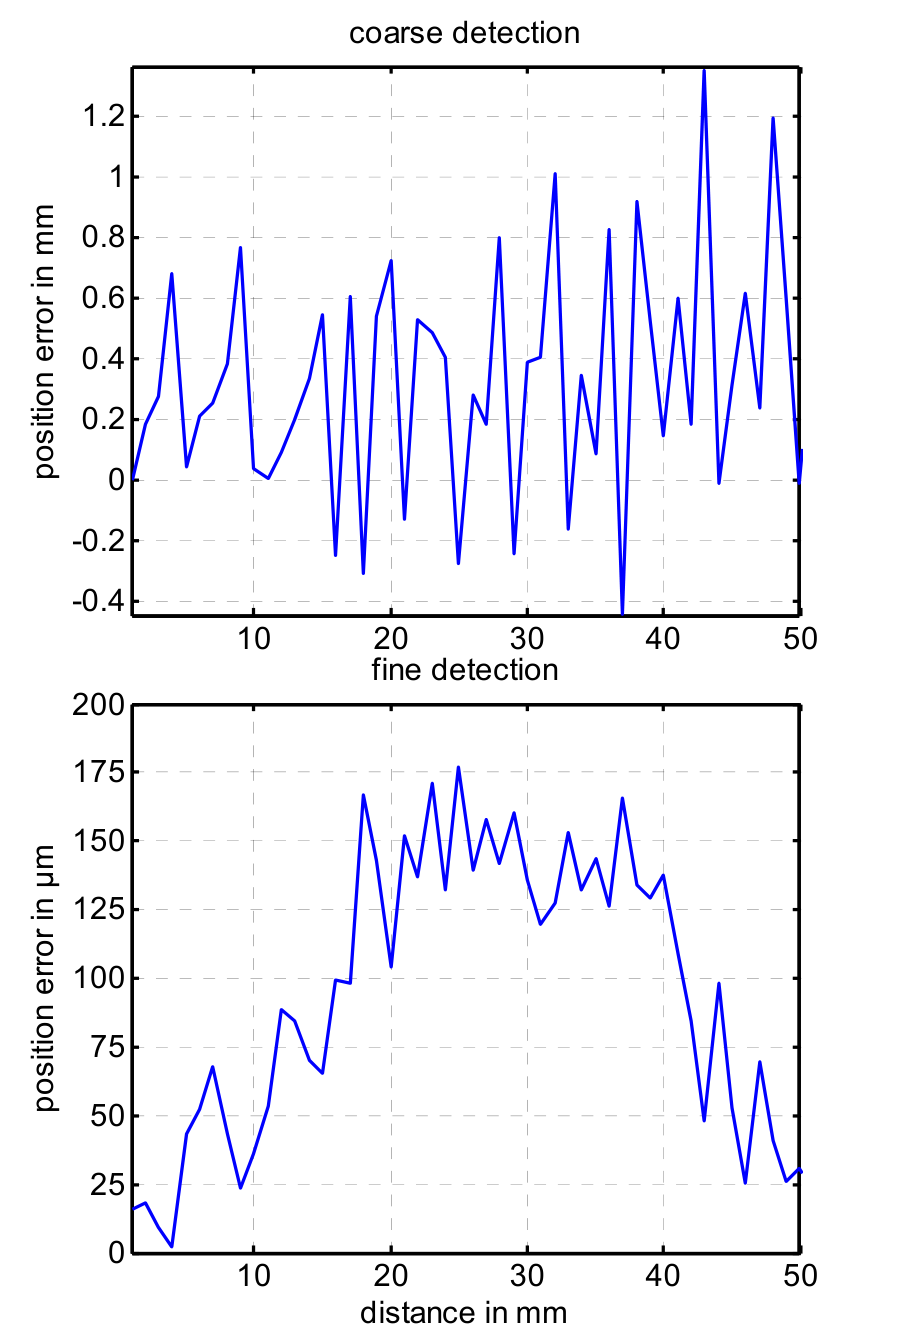 coarse detection
position error in mm
1.2
1
0.8
0.6
0.4
0.2
0
-0.2
-0.4
10 20 30 40 50
fine detection
position error in µm
200
175
150
125
100
75
50
25
0
10 20 30 40 50
distance in mm